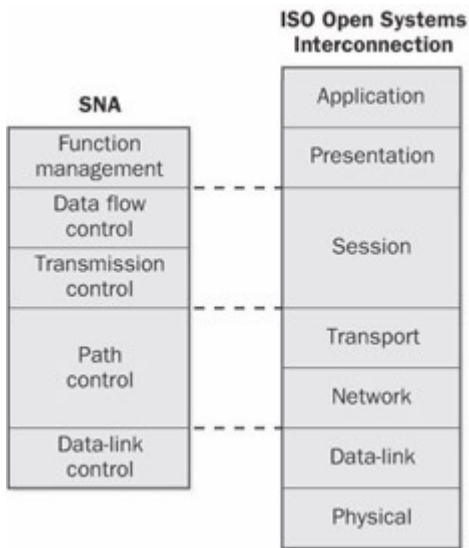 SNA
Function
management
Data flow
control
Transmission
control
Path
control
Data-link
control
ISO Open Systems
Interconnection
Application
Presentation
Session
Transport
Network
Data-link
Physical